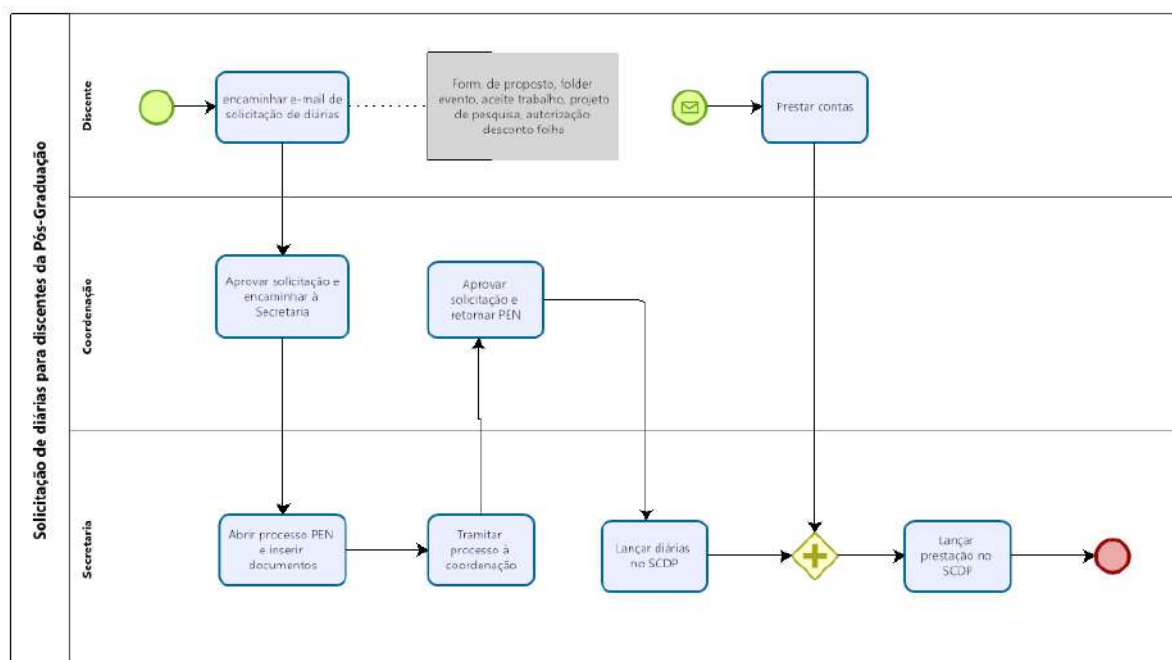 Solicitação de diárias para discentes da Pós-Graduação
Discente
encaminhar e-mail de
solicitação de diárias
Form. de proposto, folder
evento, aceite trabalho, projeto
de pesquisa, autorização
desconto folha
Prestar contas
Coordenação
Aprovar solicitação e
encaminhar à
Secretaria
Aprovar
solicitação e
retornar PEN
Secretaria
Abrir processo PEN
e inserir
documentos
Tramitar
processo à
coordenação
Lançar diárias
no SCDP
Lançar
prestação no
SCDP